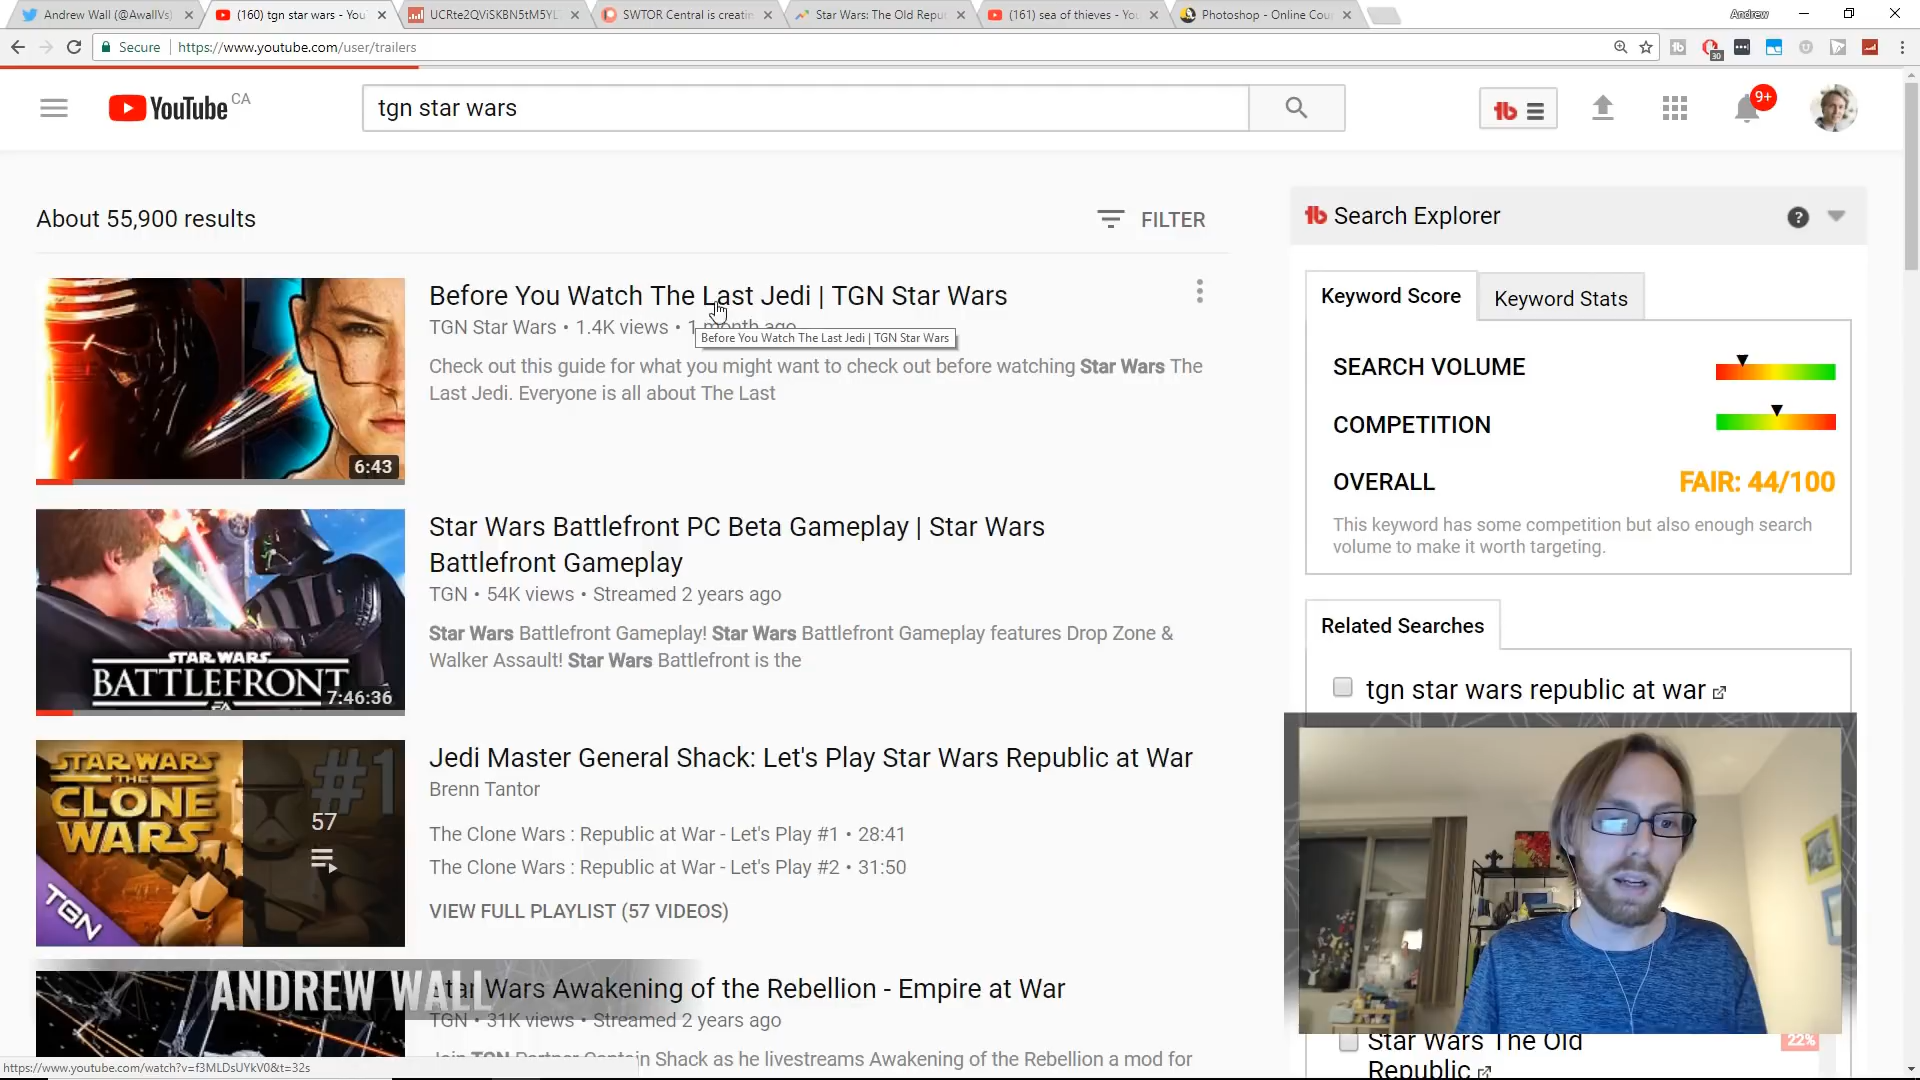 Andrew Wall (@AwallVs)
(160) tgn star wars - You
UCRte2QViSKBN5tM5YL
SWTOR Central is creatin
Star Wars: The Old Repu
(161) sea of thieves - You
Photoshop - Online Cou
Andrew
Secure
https://www.youtube.com/user/trailers
30
YouTube CA
tgn star wars
9+
About 55,900 results
FILTER
Before You Watch The Last Jedi | TGN Star Wars
TGN Star Wars • 1.4K views • 1 month ago
Before You Watch The Last Jedi | TGN Star Wars
Check out this guide for what you might want to check out before watching Star Wars The
Last Jedi. Everyone is all about The Last
6:43
Star Wars Battlefront PC Beta Gameplay | Star Wars
Battlefront Gameplay
TGN • 54K views • Streamed 2 years ago
Star Wars Battlefront Gameplay! Star Wars Battlefront Gameplay features Drop Zone &
Walker Assault! Star Wars Battlefront is the
STAR WARS
BATTLEFRONT
EA
7:46:36
STAR WARS
THE
CLONE
WARS
#1
57
TGN
Jedi Master General Shack: Let's Play Star Wars Republic at War
Brenn Tantor
The Clone Wars : Republic at War - Let's Play #1 • 28:41
The Clone Wars : Republic at War - Let's Play #2 • 31:50
VIEW FULL PLAYLIST (57 VIDEOS)
ANDREW WALL
Star Wars Awakening of the Rebellion - Empire at War
TGN • 31K views • Streamed 2 years ago
Join TGN Partner Captain Shack as he livestreams Awakening of the Rebellion a mod for
https://www.youtube.com/watch?v=f3MLDsUYkV0&t=32s
tb Search Explorer
Keyword Score
Keyword Stats
SEARCH VOLUME
COMPETITION
OVERALL
FAIR: 44/100
This keyword has some competition but also enough search
volume to make it worth targeting.
Related Searches
tgn star wars republic at war
Star Wars The Old
Republic
22%